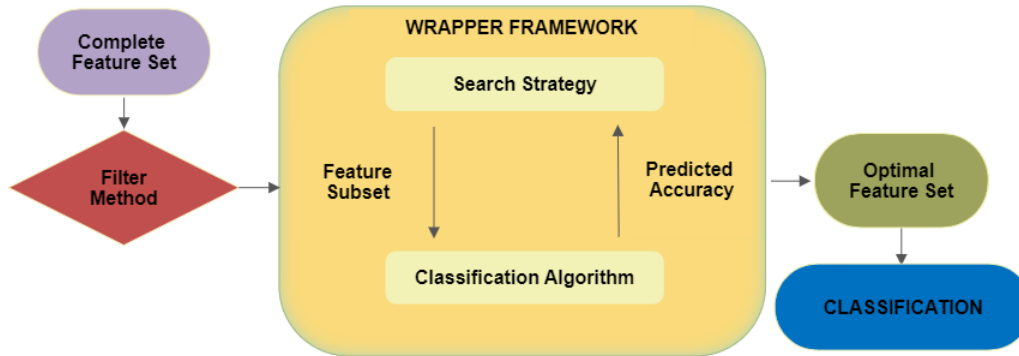 Complete
Feature Set
Filter
Method
WRAPPER FRAMEWORK
Search Strategy
Feature
Subset
Predicted
Accuracy
Classification Algorithm
Optimal
Feature Set
CLASSIFICATION